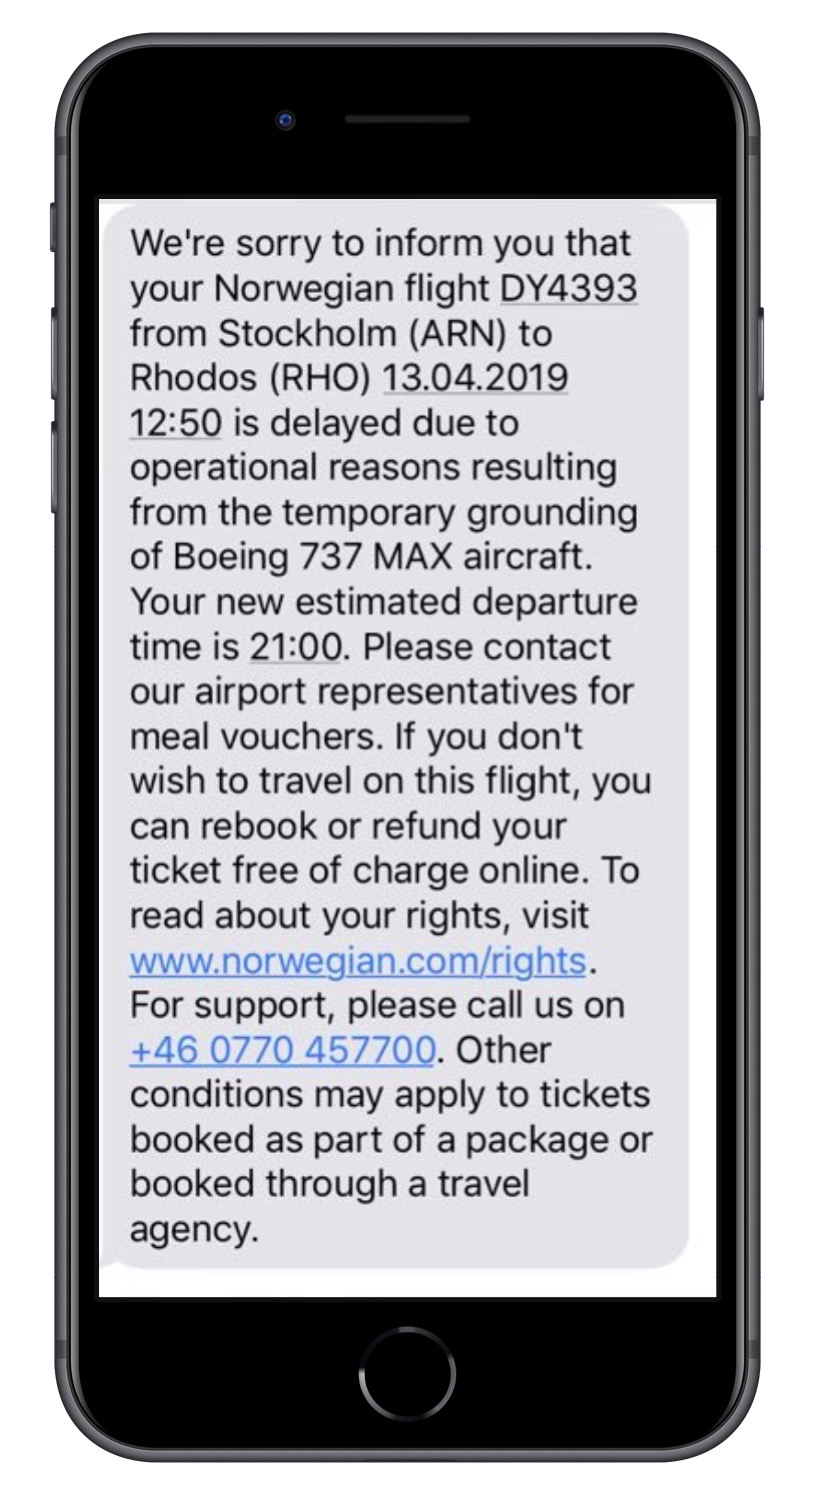 We're sorry to inform you that
your Norwegian flight DY4393
from Stockholm (ARN) to
Rhodos (RHO) 13.04.2019
12:50 is delayed due to
operational reasons resulting
from the temporary grounding
of Boeing 737 MAX aircraft.
Your new estimated departure
time is 21:00. Please contact
our airport representatives for
meal vouchers. If you don't
wish to travel on this flight, you
can rebook or refund your
ticket free of charge online. To
read about your rights, visit
www.norwegian.com/rights.
For support, please call us on
+46 0770 457700. Other
conditions may apply to tickets
booked as part of a package or
booked through a travel
agency.